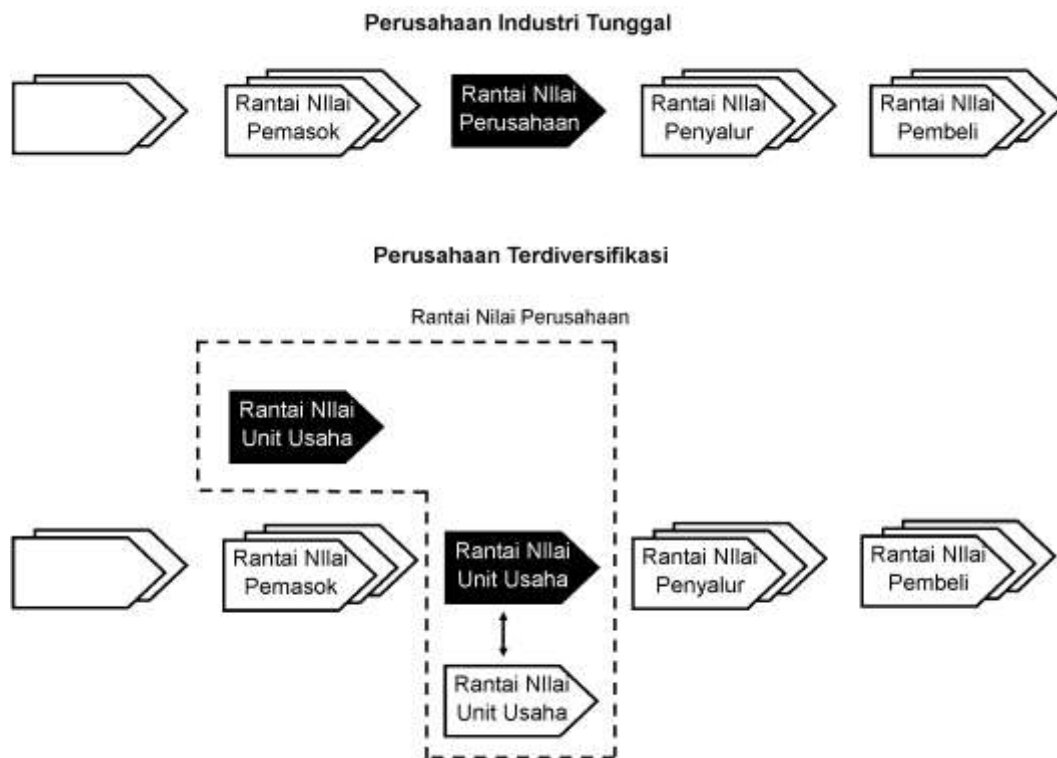 Perusahaan Industri Tunggal
Rantai NIlai
Pemasok
Rantai NIlai
Perusahaan
Rantai NIlai
Penyalur
Rantai NIlai
Pembeli
Perusahaan Terdiversifikasi
Rantai Nilai Perusahaan
Rantai NIlai
Unit Usaha
Rantai NIlai
Pemasok
Rantai NIlai
Unit Usaha
Rantai NIlai
Penyalur
Rantai NIlai
Pembeli
Rantai NIlai
Unit Usaha